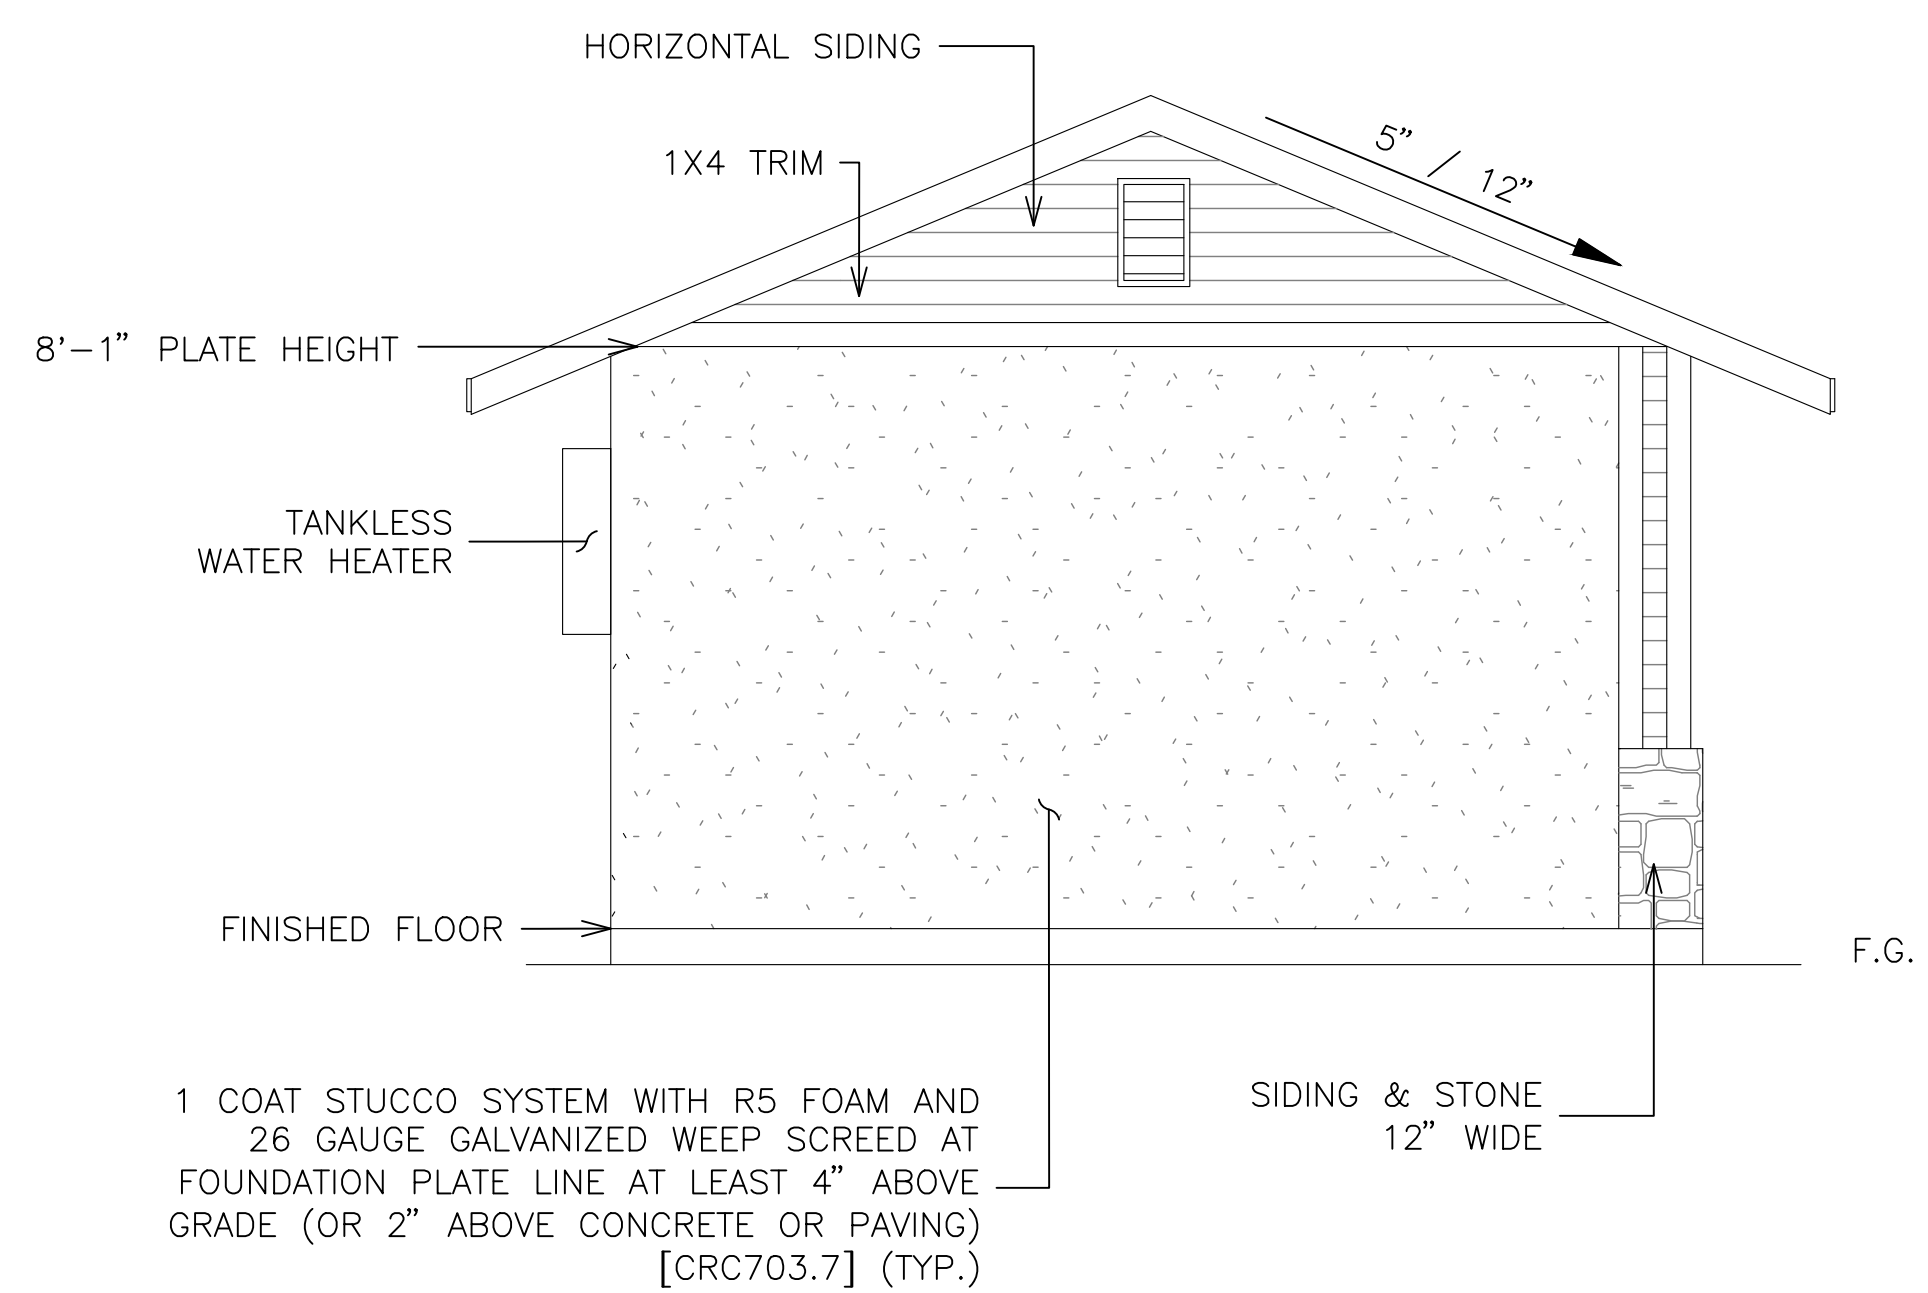 HORIZONTAL SIDING
1X4 TRIM
5” / 12”
8’-1” PLATE HEIGHT
TANKLESS
WATER HEATER
FINISHED FLOOR
F.G.
1 COAT STUCCO SYSTEM WITH R5 FOAM AND
26 GAUGE GALVANIZED WEEP SCREED AT
FOUNDATION PLATE LINE AT LEAST 4” ABOVE
GRADE (OR 2” ABOVE CONCRETE OR PAVING)
[CRC703.7] (TYP.)
SIDING & STONE
12” WIDE